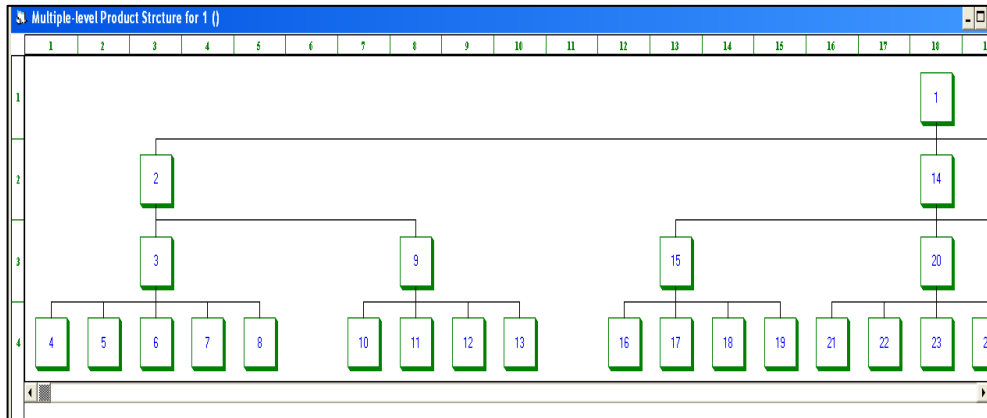 Multiple-level Product Strcture for 1 ()
1 2 3 4 5 6 7 8 9 10 11 12 13 14 15 16 17 18
1 1
2 2 14
3 3 9 15 20
4 4 5 6 7 8 10 11 12 13 16 17 18 19 21 22 23